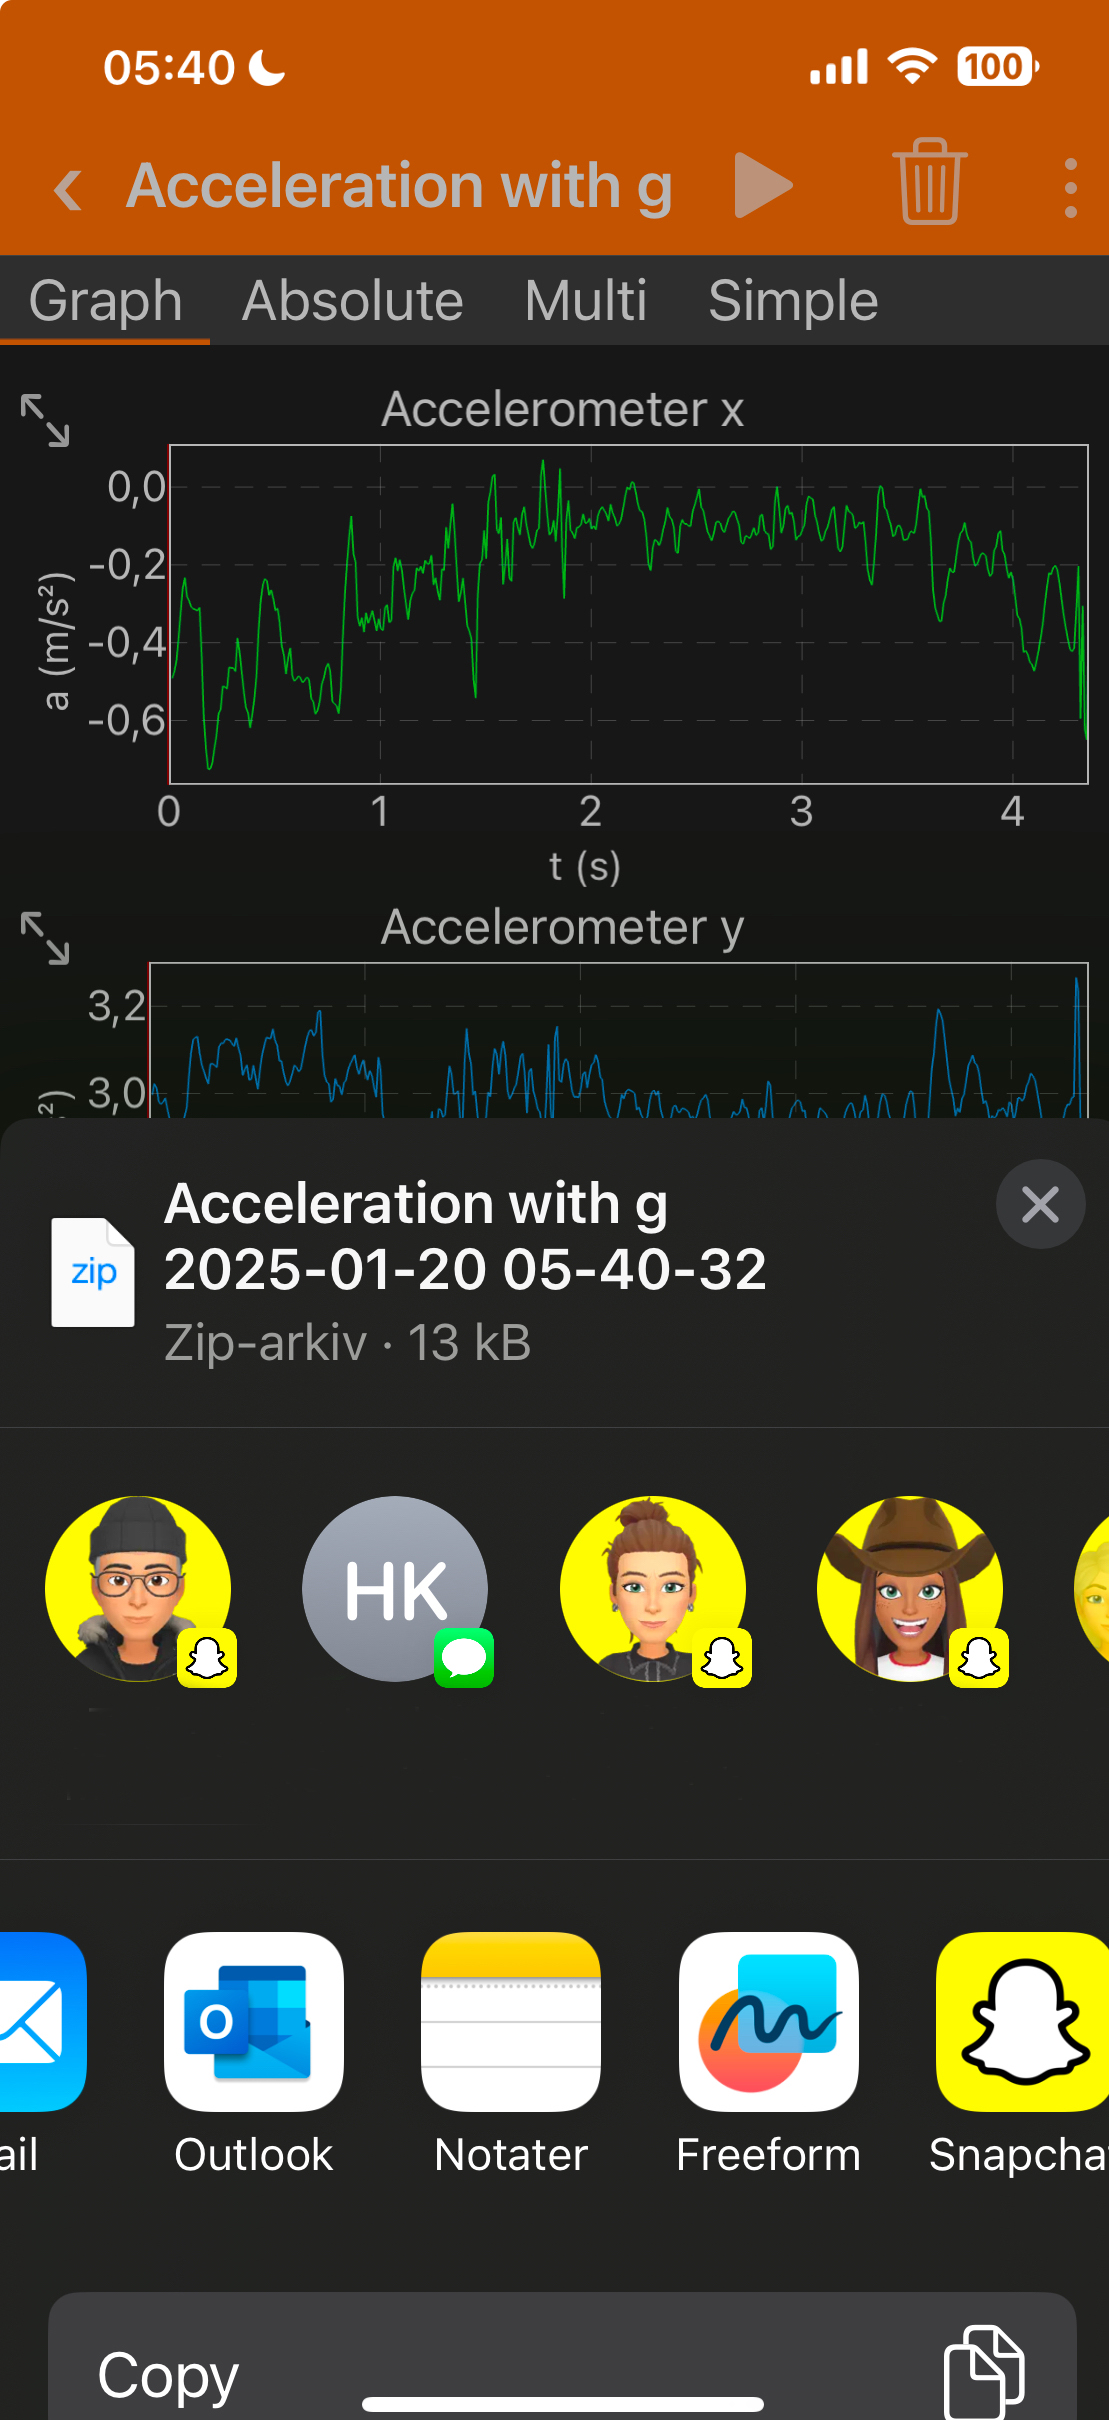 05:40
100
Acceleration with g
Graph Absolute Multi Simple
Accelerometer x
0,0
-0,2
-0,4
-0,6
a (m/s²)
0 1 2 3 4
t (s)
Accelerometer y
3,2
3,0
²)
Acceleration with g
2025-01-20 05-40-32
zip
Zip-arkiv · 13 kB
HK
ail Outlook Notater Freeform Snapcha
Copy